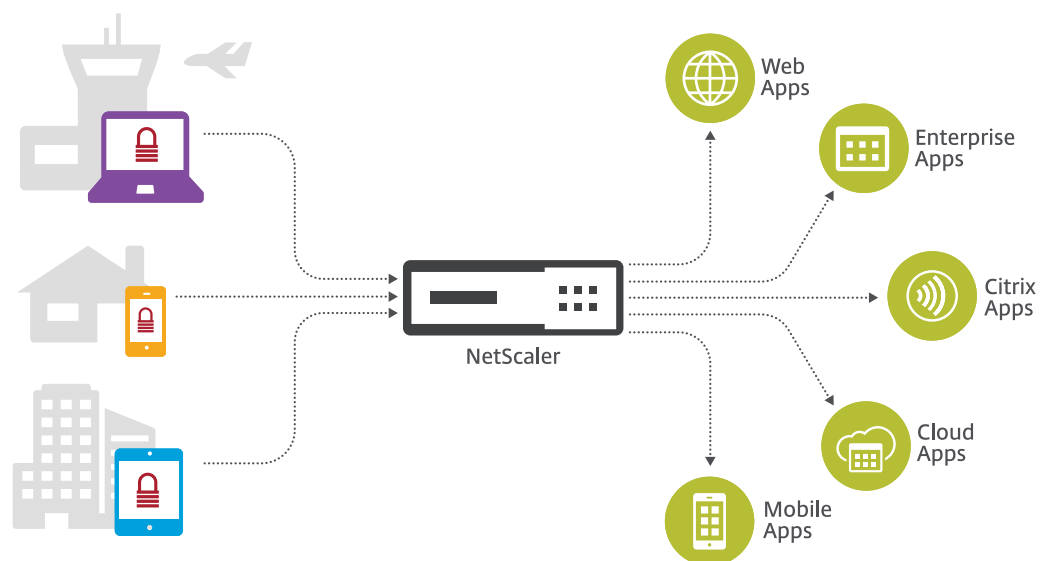 Web
Apps
Enterprise
Apps
Citrix
Apps
NetScaler
Cloud
Apps
Mobile
Apps